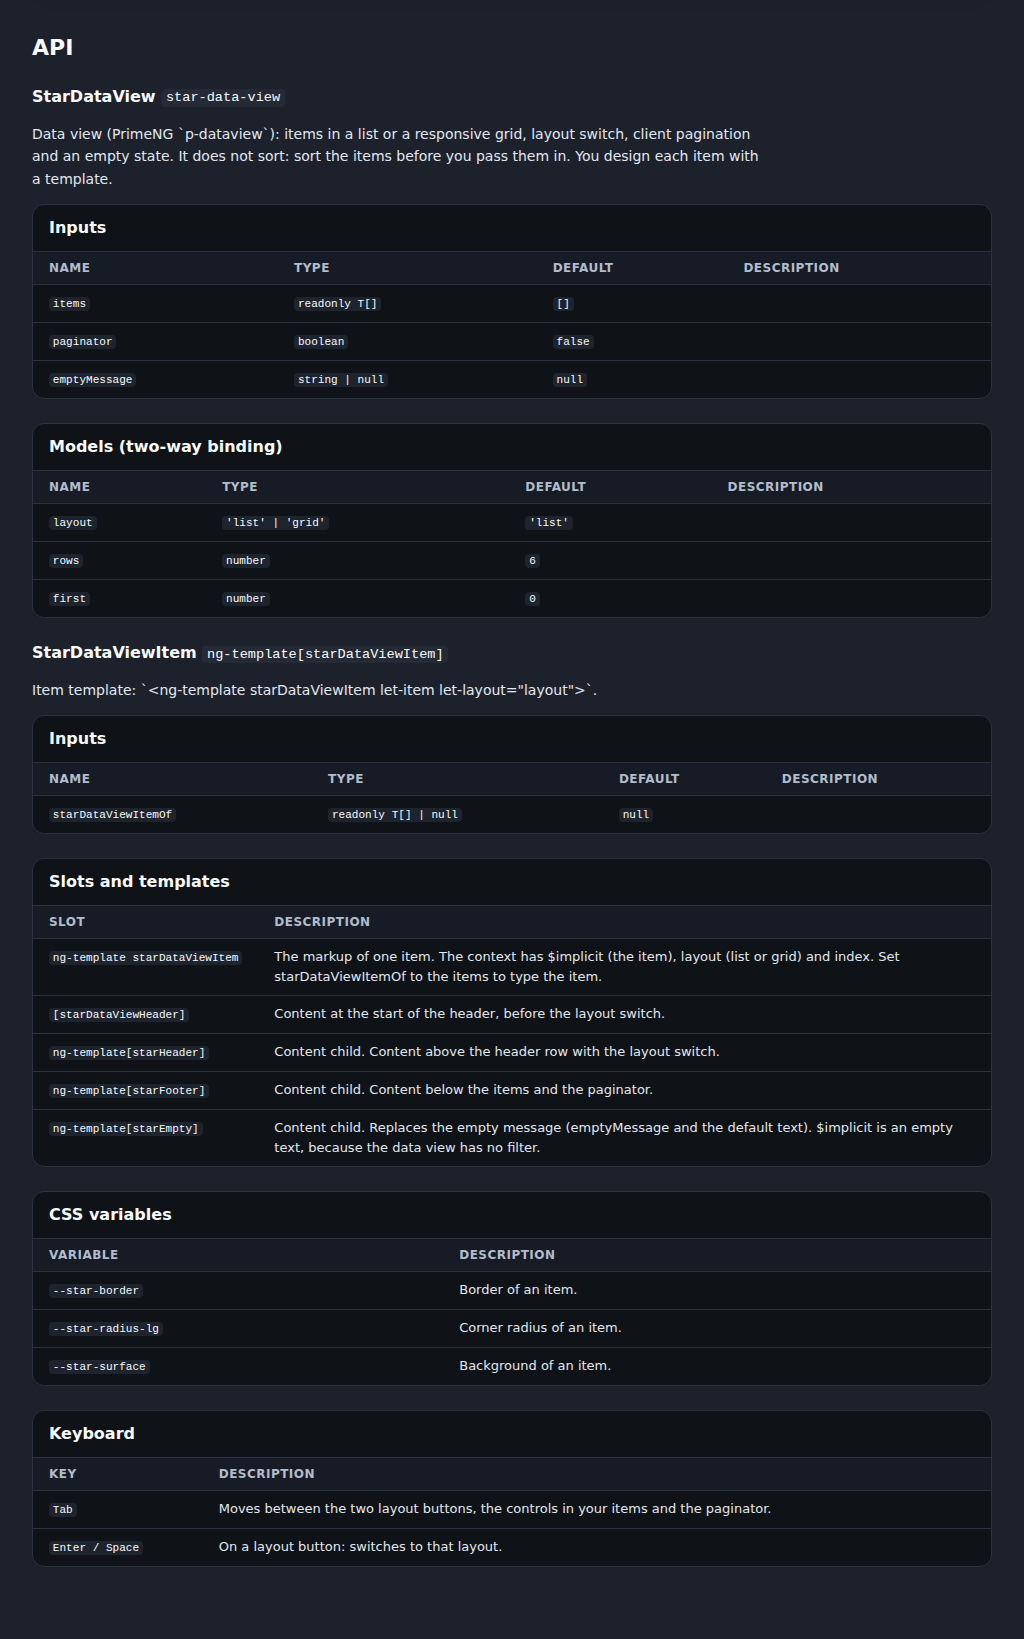 API
StarDataView star-data-view
Data view (PrimeNG `p-dataview`): items in a list or a responsive grid, layout switch, client pagination
and an empty state. It does not sort: sort the items before you pass them in. You design each item with
a template.
Inputs
NAME TYPE DEFAULT DESCRIPTION
items readonly T[] []
paginator boolean false
emptyMessage string | null null
Models (two-way binding)
NAME TYPE DEFAULT DESCRIPTION
layout 'list' | 'grid' 'list'
rows number 6
first number 0
StarDataViewItem ng-template[starDataViewItem]
Item template: `<ng-template starDataViewItem let-item let-layout="layout">`.
Inputs
NAME TYPE DEFAULT DESCRIPTION
starDataViewItemOf readonly T[] | null null
Slots and templates
SLOT DESCRIPTION
ng-template starDataViewItem The markup of one item. The context has $implicit (the item), layout (list or grid) and index. Set
starDataViewItemOf to the items to type the item.
[starDataViewHeader] Content at the start of the header, before the layout switch.
ng-template[starHeader] Content child. Content above the header row with the layout switch.
ng-template[starFooter] Content child. Content below the items and the paginator.
ng-template[starEmpty] Content child. Replaces the empty message (emptyMessage and the default text). $implicit is an empty
text, because the data view has no filter.
CSS variables
VARIABLE DESCRIPTION
--star-border Border of an item.
--star-radius-lg Corner radius of an item.
--star-surface Background of an item.
Keyboard
KEY DESCRIPTION
Tab Moves between the two layout buttons, the controls in your items and the paginator.
Enter / Space On a layout button: switches to that layout.